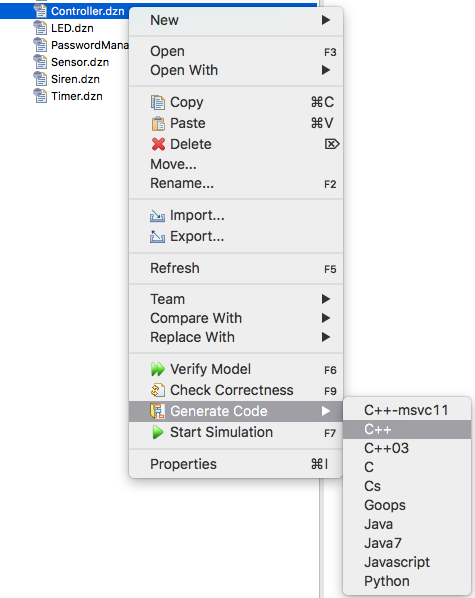 Controller.dzn
LED.dzn
PasswordMana
Sensor.dzn
Siren.dzn
Timer.dzn
New
Open F3
Open With
Copy ⌘C
Paste ⌘V
Delete ⌦
Move...
Rename... F2
Import...
Export...
Refresh F5
Team
Compare With
Replace With
Verify Model F6
Check Correctness F9
Generate Code
Start Simulation F7
Properties ⌘I
C++-msvc11
C++
C++03
C
Cs
Goops
Java
Java7
Javascript
Python